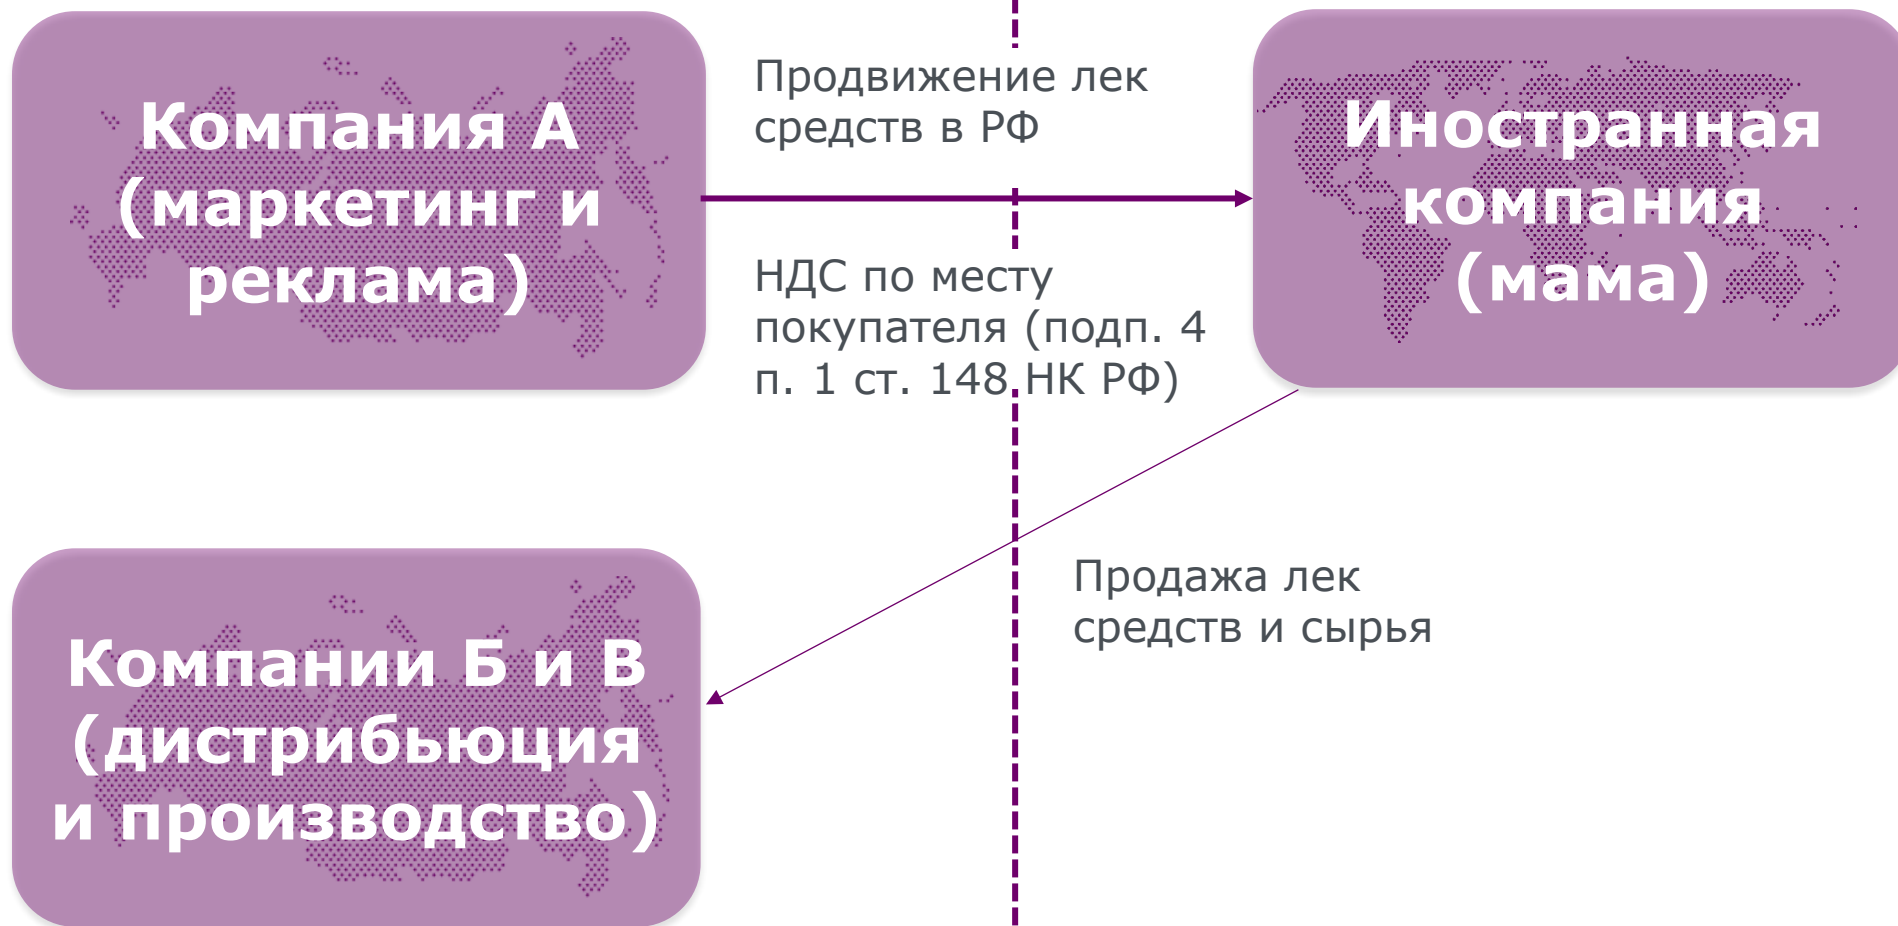 Компания А
(маркетинг и
реклама)
Продвижение лек
средств в РФ
НДС по месту
покупателя (подп. 4
п. 1 ст. 148 НК РФ)
Иностранная
компания
(мама)
Продажа лек
средств и сырья
Компании Б и В
(дистрибьюция
и производство)